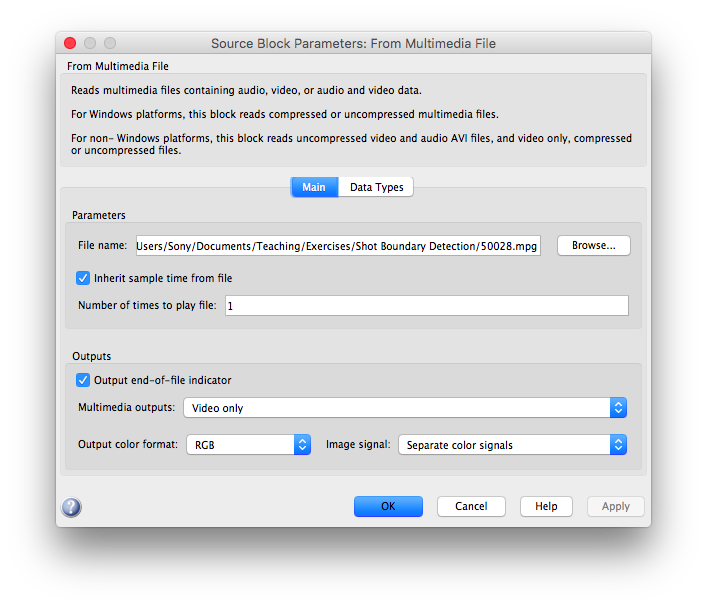 Source Block Parameters: From Multimedia File
From Multimedia File
Reads multimedia files containing audio, video, or audio and video data.
For Windows platforms, this block reads compressed or uncompressed multimedia files.
For non- Windows platforms, this block reads uncompressed video and audio AVI files, and video only, compressed
or uncompressed files.
Main Data Types
Parameters
File name: Users/Sony/Documents/Teaching/Exercises/Shot Boundary Detection/50028.mpg Browse...
Inherit sample time from file
Number of times to play file: 1
Outputs
Output end-of-file indicator
Multimedia outputs: Video only
Output color format: RGB Image signal: Separate color signals
? OK Cancel Help Apply